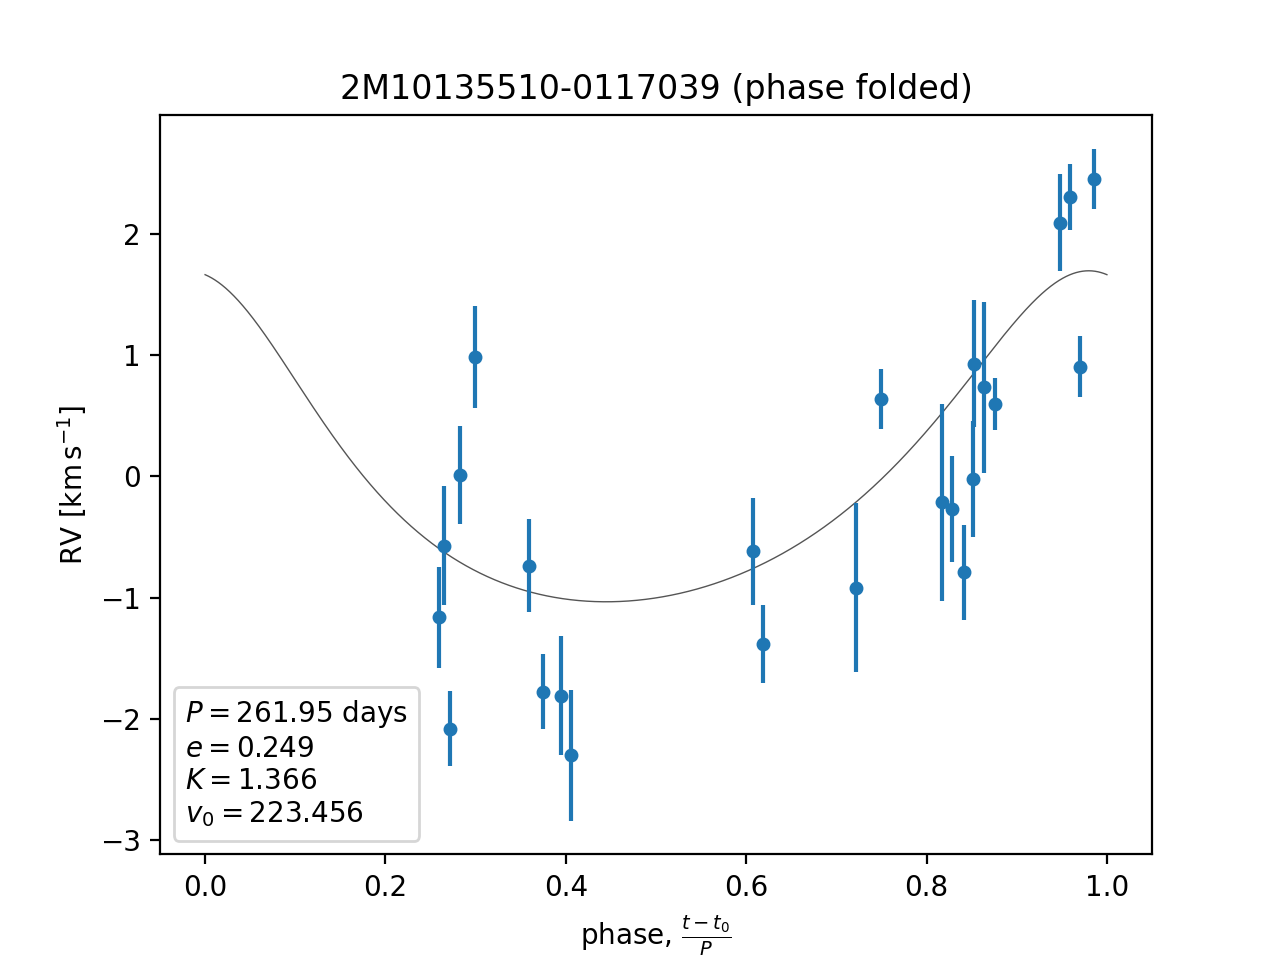 2M10135510-0117039 (phase folded)
RV [km s⁻¹]
2
1
0
−1
−2
−3
P = 261.95 days
e = 0.249
K = 1.366
v₀ = 223.456
0.0 0.2 0.4 0.6 0.8 1.0
phase, (t − t₀)/P